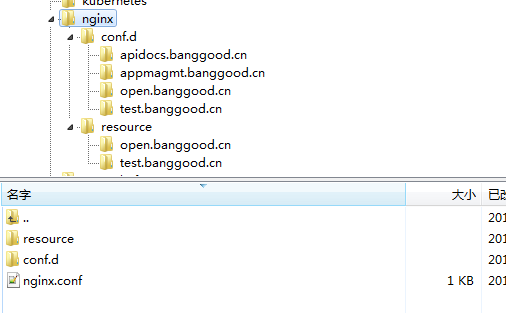 kubernetes
nginx
conf.d
apidocs.banggood.cn
appmagmt.banggood.cn
open.banggood.cn
test.banggood.cn
resource
open.banggood.cn
test.banggood.cn
名字 大小 已改
..
resource 201
conf.d 201
nginx.conf 1 KB 201